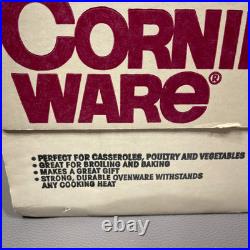 CORNI
WARE®
• PERFECT FOR CASSEROLES, POULTRY AND VEGETABLES
• GREAT FOR BROILING AND BAKING
• MAKES A GREAT GIFT
• STRONG, DURABLE OVENWARE WITHSTANDS
ANY COOKING HEAT